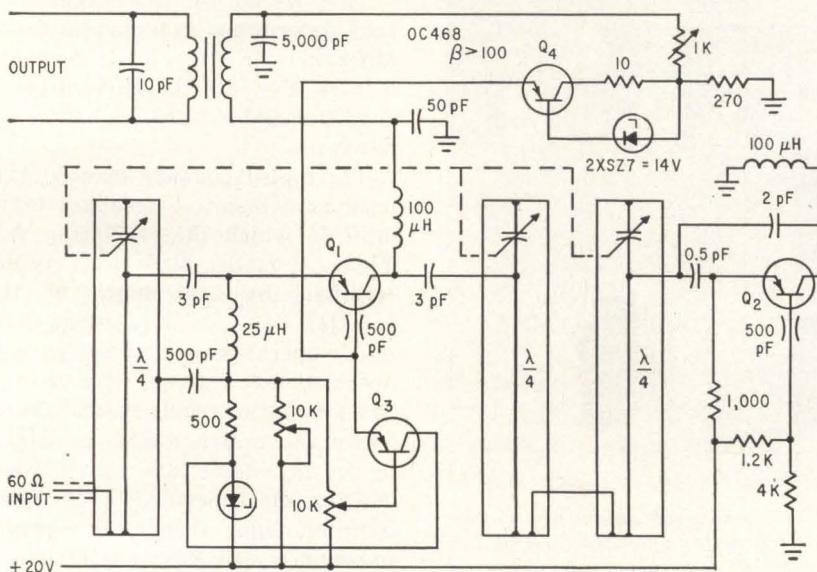 OUTPUT
10 pF
5,000 pF
OC468
β>100
Q4
10
1 K
270
50 pF
2XSZ7 = 14V
100 μH
100
μH
2 pF
Q1
3 pF
3 pF
0.5 pF
Q2
25 μH
500
pF
500
pF
λ/4
500 pF
λ/4
λ/4
Q3
1,000
500
10 K
1.2 K
60 Ω
INPUT
10 K
4 K
+20V